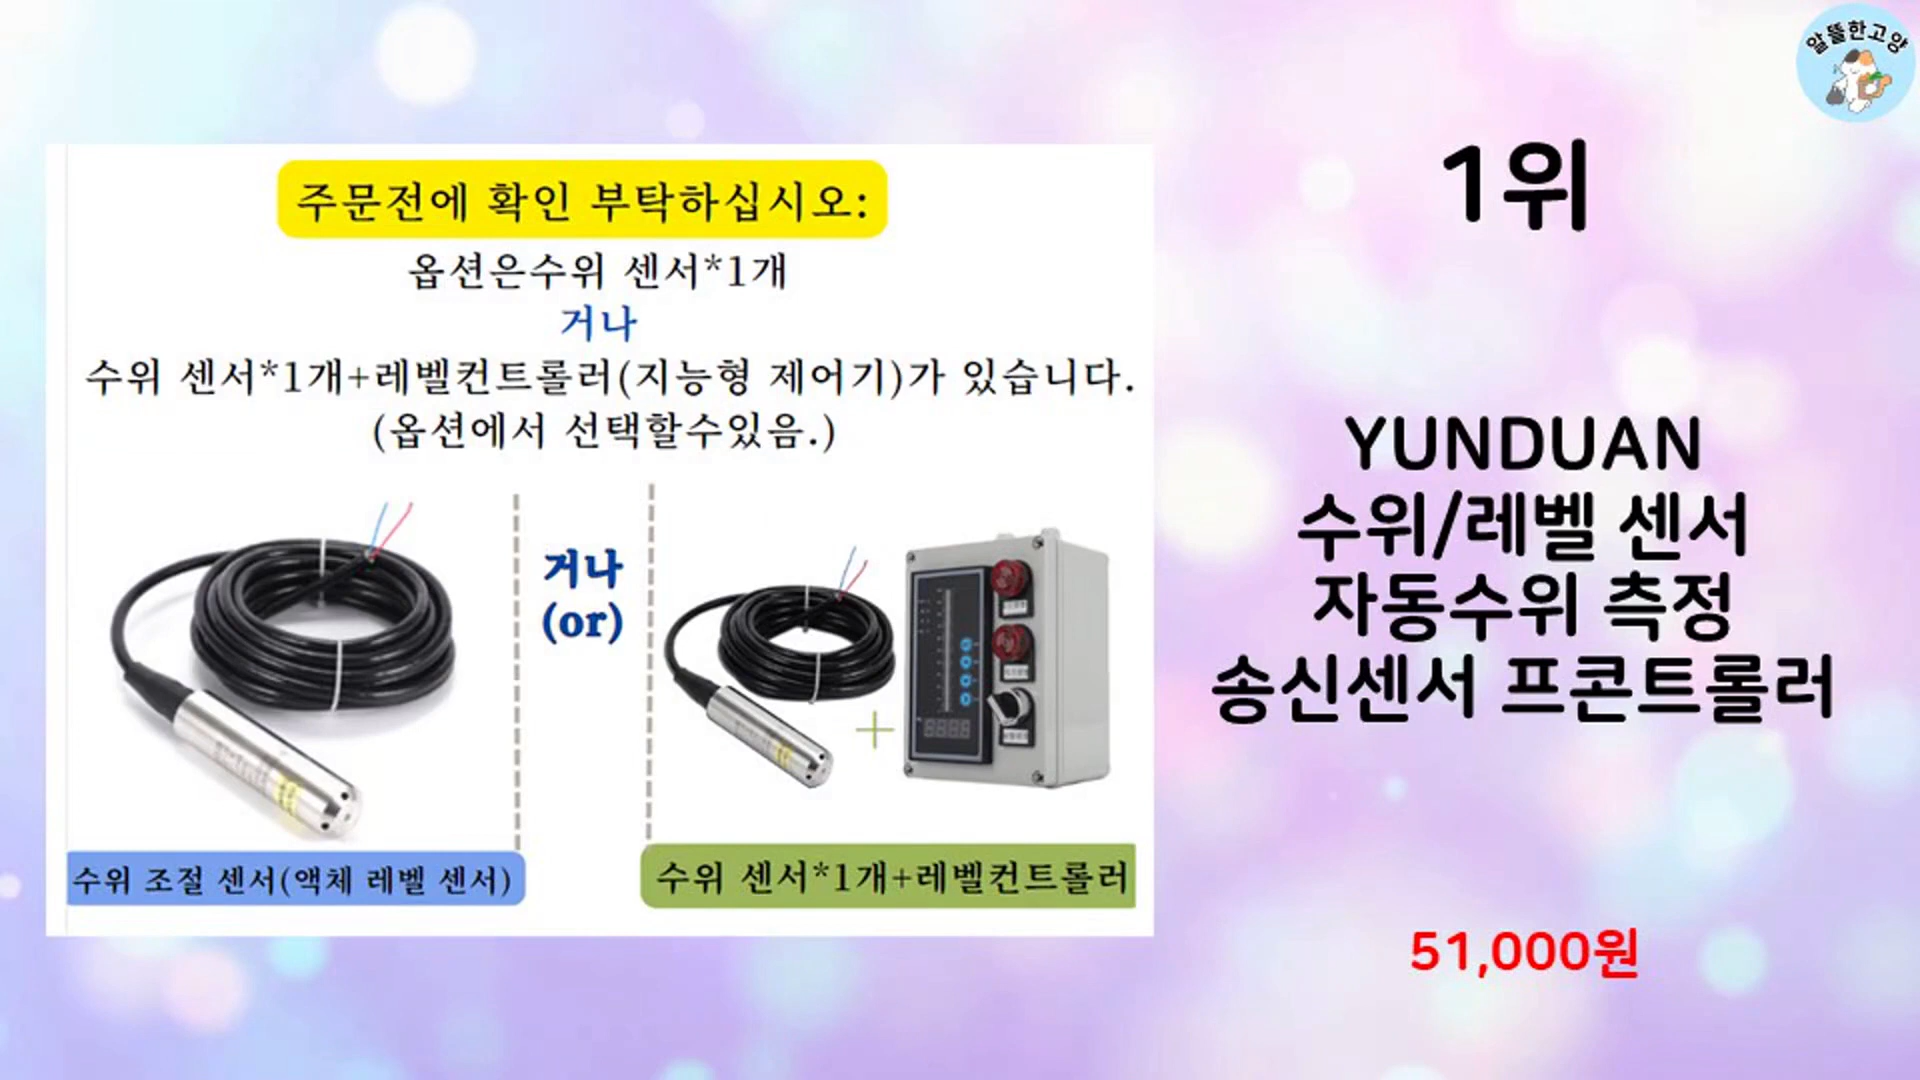 알뜰한고양
1위
주문전에 확인 부탁하십시오:
옵션은수위 센서*1개
거나
수위 센서*1개+레벨컨트롤러(지능형 제어기)가 있습니다.
(옵션에서 선택할수있음.)
거나
(or)
수위 조절 센서(액체 레벨 센서)
수위 센서*1개+레벨컨트롤러
YUNDUAN
수위/레벨 센서
자동수위 측정
송신센서 프콘트롤러
51,000원